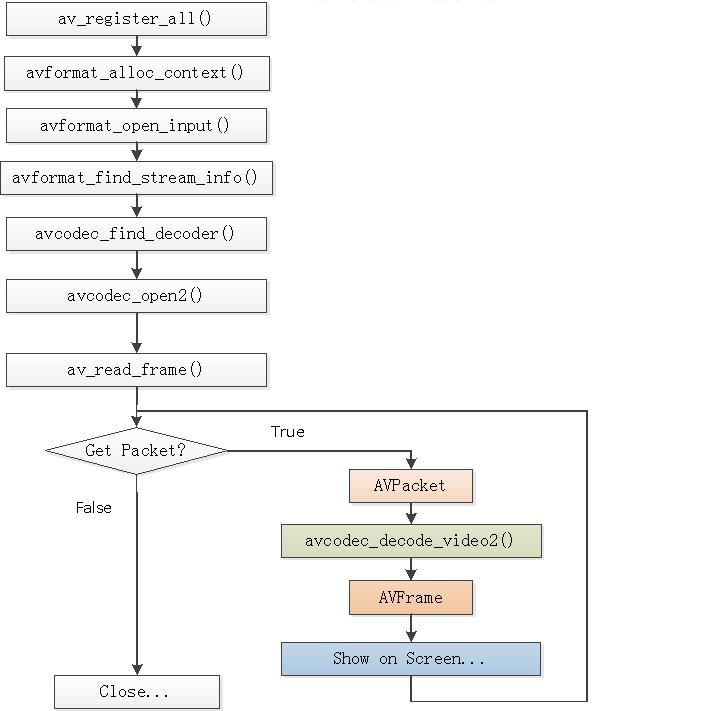 av_register_all()
avformat_alloc_context()
avformat_open_input()
avformat_find_stream_info()
avcodec_find_decoder()
avcodec_open2()
av_read_frame()
Get Packet?
True
False
AVPacket
avcodec_decode_video2()
AVFrame
Show on Screen...
Close...